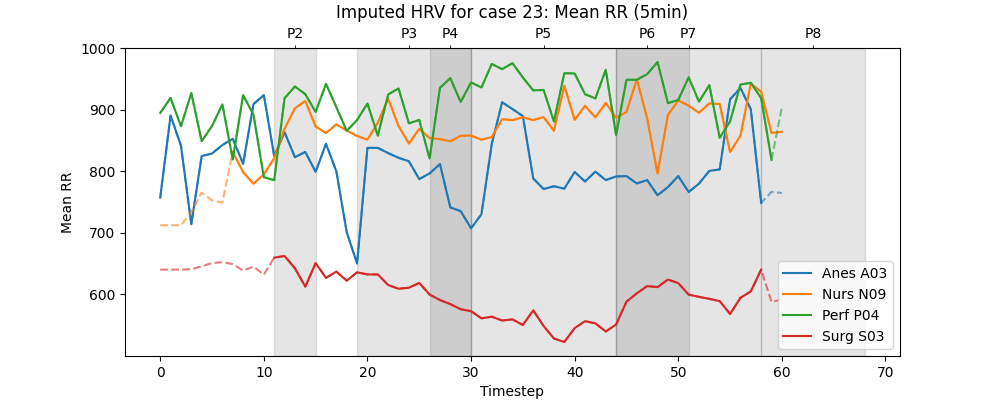 Imputed HRV for case 23: Mean RR (5min)
P2 P3 P4 P5 P6 P7 P8
1000
900
800
700
600
Mean RR
0 10 20 30 40 50 60 70
Timestep
Anes A03
Nurs N09
Perf P04
Surg S03